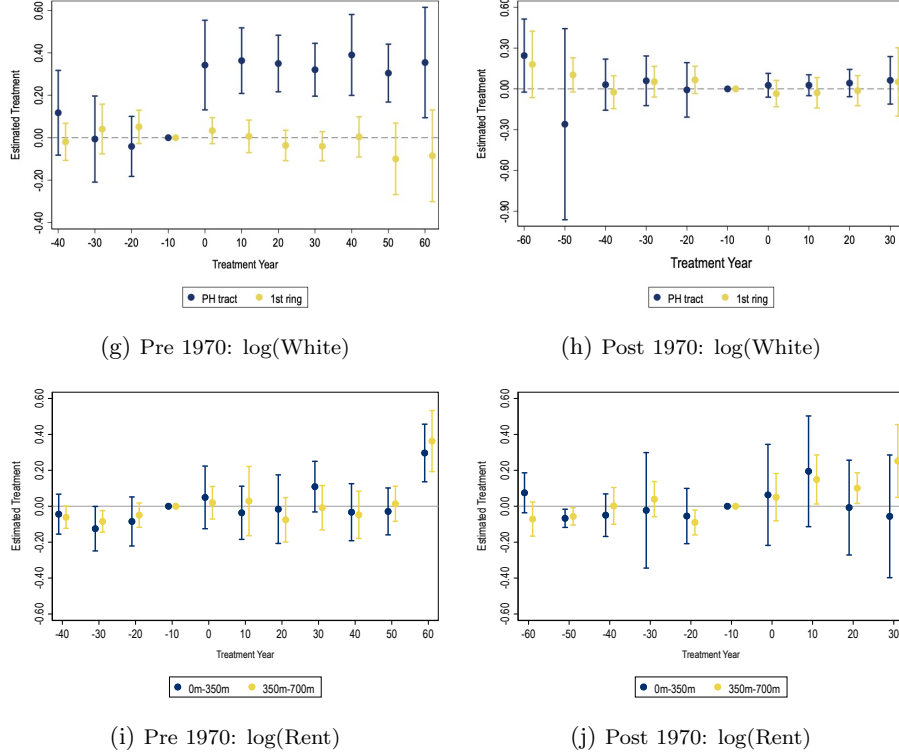 0.60
0.40
0.20
0.00
-0.20
-0.40
Estimated Treatment
-40 -30 -20 -10 0 10 20 30 40 50 60
Treatment Year
PH tract 1st ring
(g) Pre 1970: log(White)
0.60
0.30
0.00
-0.30
-0.60
-0.90
Estimated Treatment
-60 -50 -40 -30 -20 -10 0 10 20 30
Treatment Year
PH tract 1st ring
(h) Post 1970: log(White)
0.60
0.40
0.20
0.00
-0.20
-0.40
-0.60
Estimated Treatment
-40 -30 -20 -10 0 10 20 30 40 50 60
Treatment Year
0m-350m 350m-700m
(i) Pre 1970: log(Rent)
0.60
0.40
0.20
0.00
-0.20
-0.40
-0.60
Estimated Treatment
-60 -50 -40 -30 -20 -10 0 10 20 30
Treatment Year
0m-350m 350m-700m
(j) Post 1970: log(Rent)